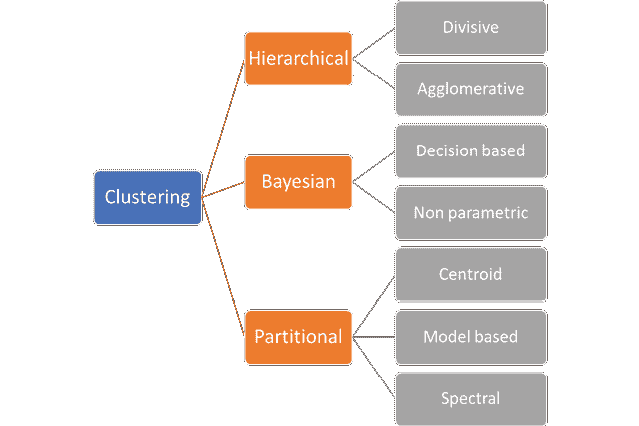 Clustering
Hierarchical
Divisive
Agglomerative
Bayesian
Decision based
Non parametric
Partitional
Centroid
Model based
Spectral